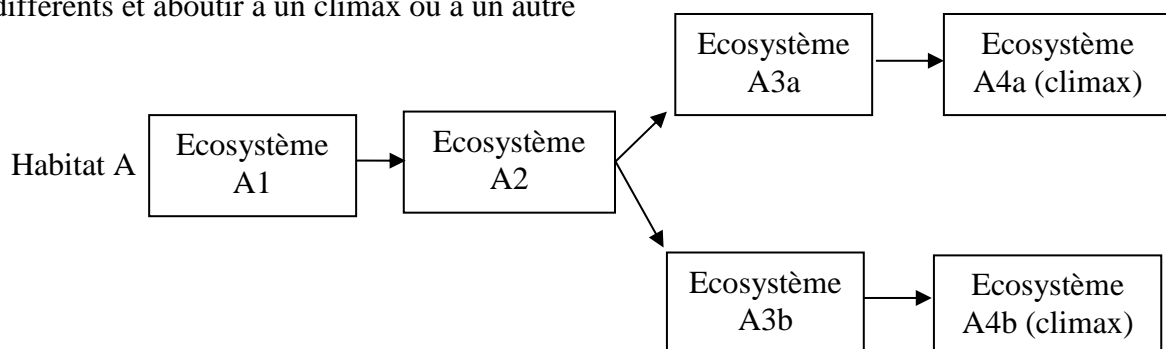 différents et aboutir à un climax ou à un autre
Habitat A
Ecosystème
A1
Ecosystème
A2
Ecosystème
A3a
Ecosystème
A4a (climax)
Ecosystème
A3b
Ecosystème
A4b (climax)